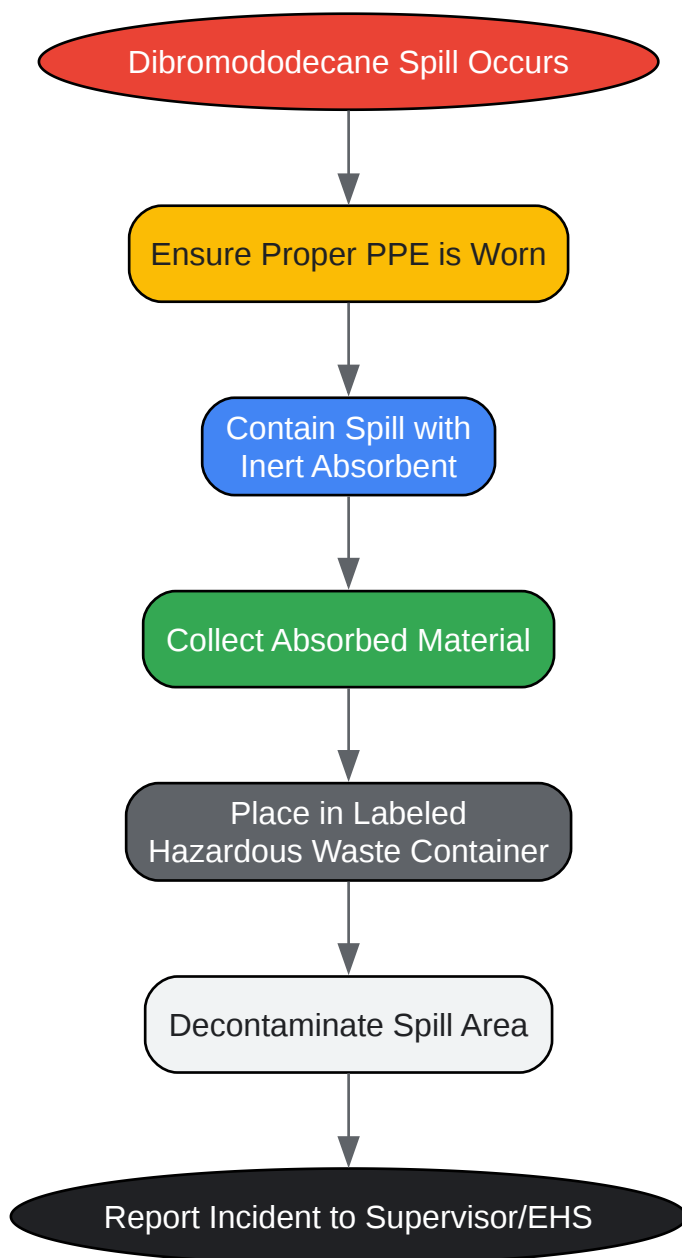 Dibromododecane Spill Occurs
Ensure Proper PPE is Worn
Contain Spill with
Inert Absorbent
Collect Absorbed Material
Place in Labeled
Hazardous Waste Container
Decontaminate Spill Area
Report Incident to Supervisor/EHS